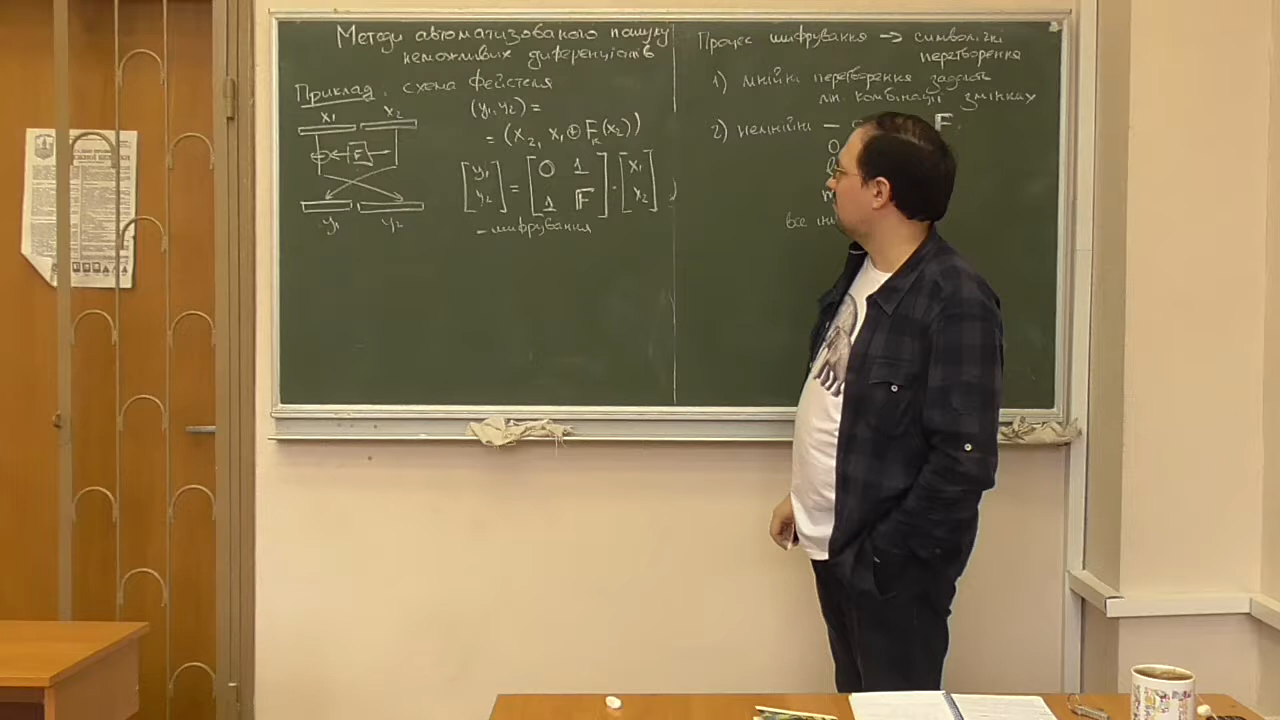 Методи автоматизованого пошуку
неможливих диференціалів
Приклад. схема Фейстеля
x₁ x₂
F
y₁ y₂
(y₁, y₂) =
= (x₂, x₁ ⊕ Fₖ(x₂))
[y₁ y₂] = [0 1 1 F] · [x₁ x₂]
– шифрування
Процес шифрування → символічні
перетворення
1) лінійні перетворення задають
лін. комбінації змінних
2) нелінійні – F.
все